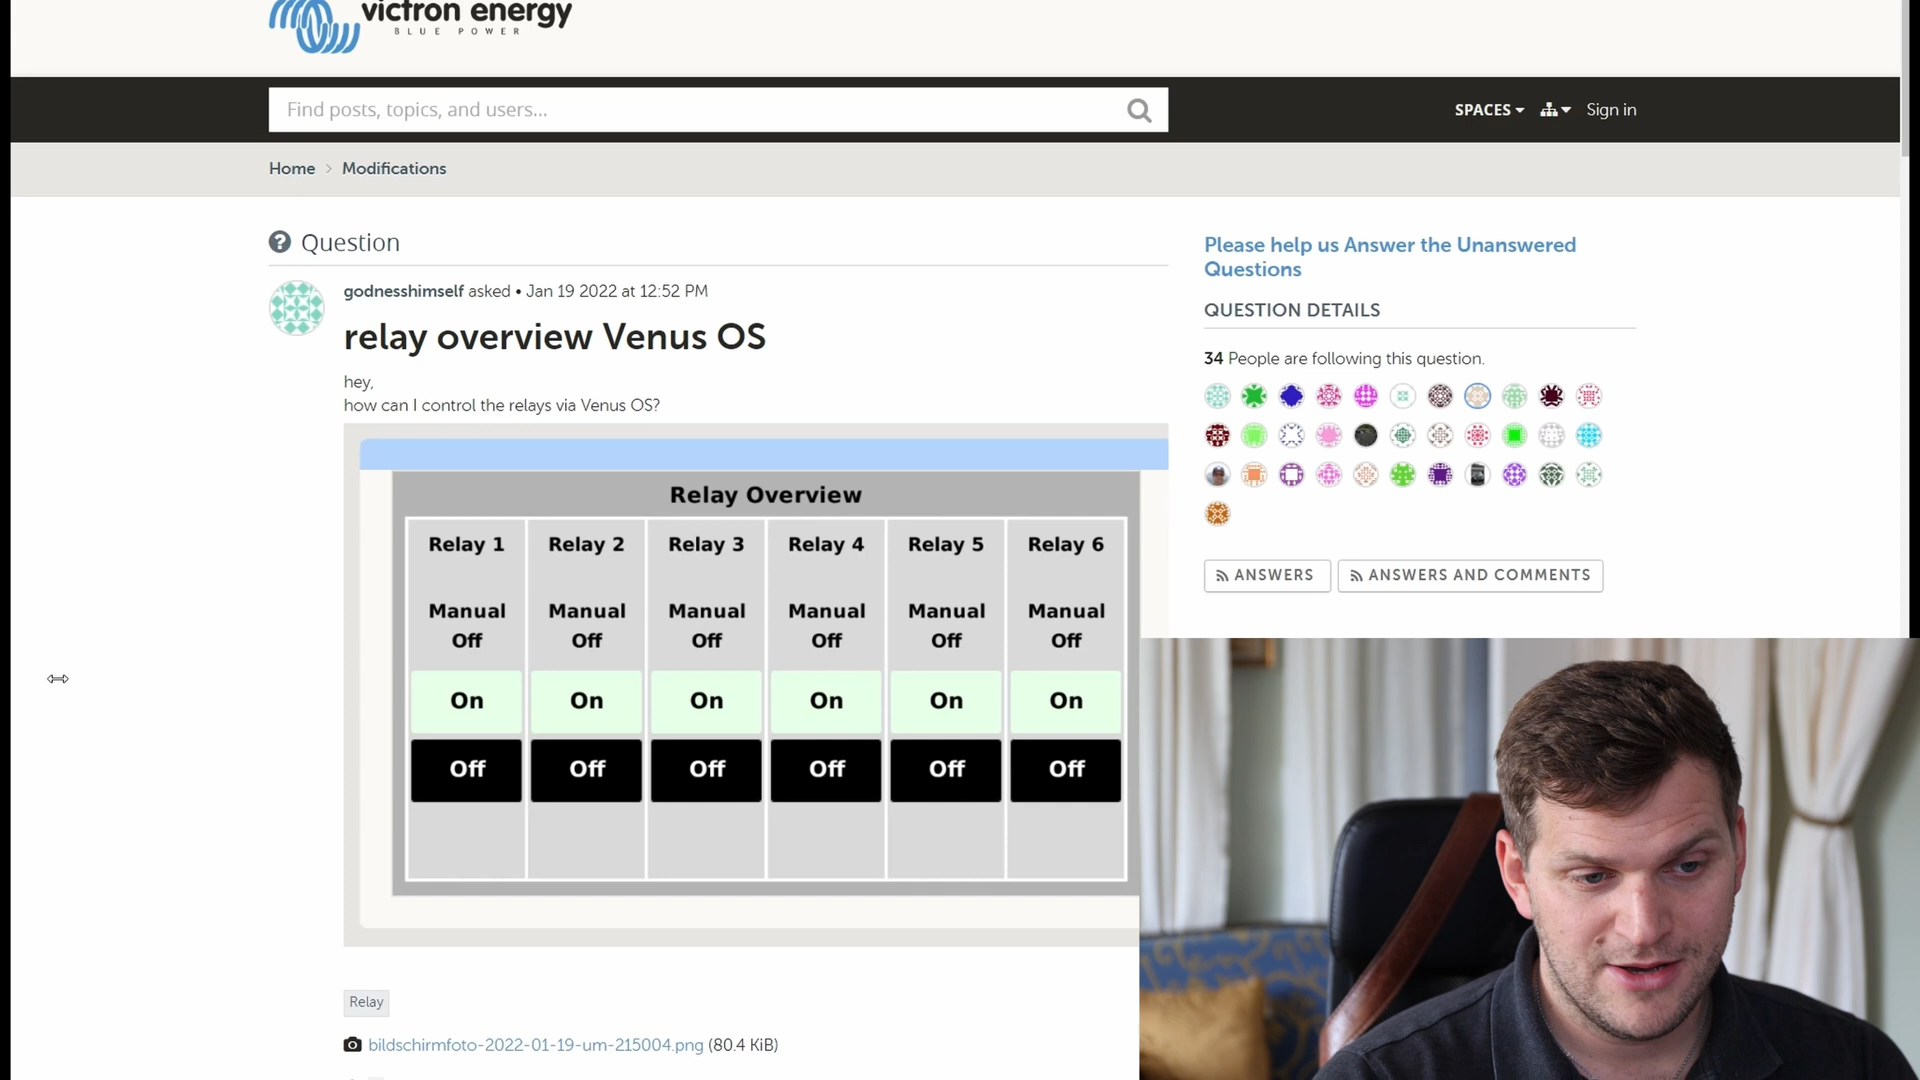 victron energy
BLUE POWER
Find posts, topics, and users...
SPACES
Sign in
Home
Modifications
Question
godnesshimself asked • Jan 19 2022 at 12:52 PM
relay overview Venus OS
hey,
how can I control the relays via Venus OS?
Relay Overview
Relay 1 Relay 2 Relay 3 Relay 4 Relay 5 Relay 6
Manual Manual Manual Manual Manual Manual
Off Off Off Off Off Off
On On On On On On
Off Off Off Off Off Off
Relay
bildschirmfoto-2022-01-19-um-215004.png (80.4 KiB)
Please help us Answer the Unanswered
Questions
QUESTION DETAILS
34 People are following this question.
ANSWERS
ANSWERS AND COMMENTS